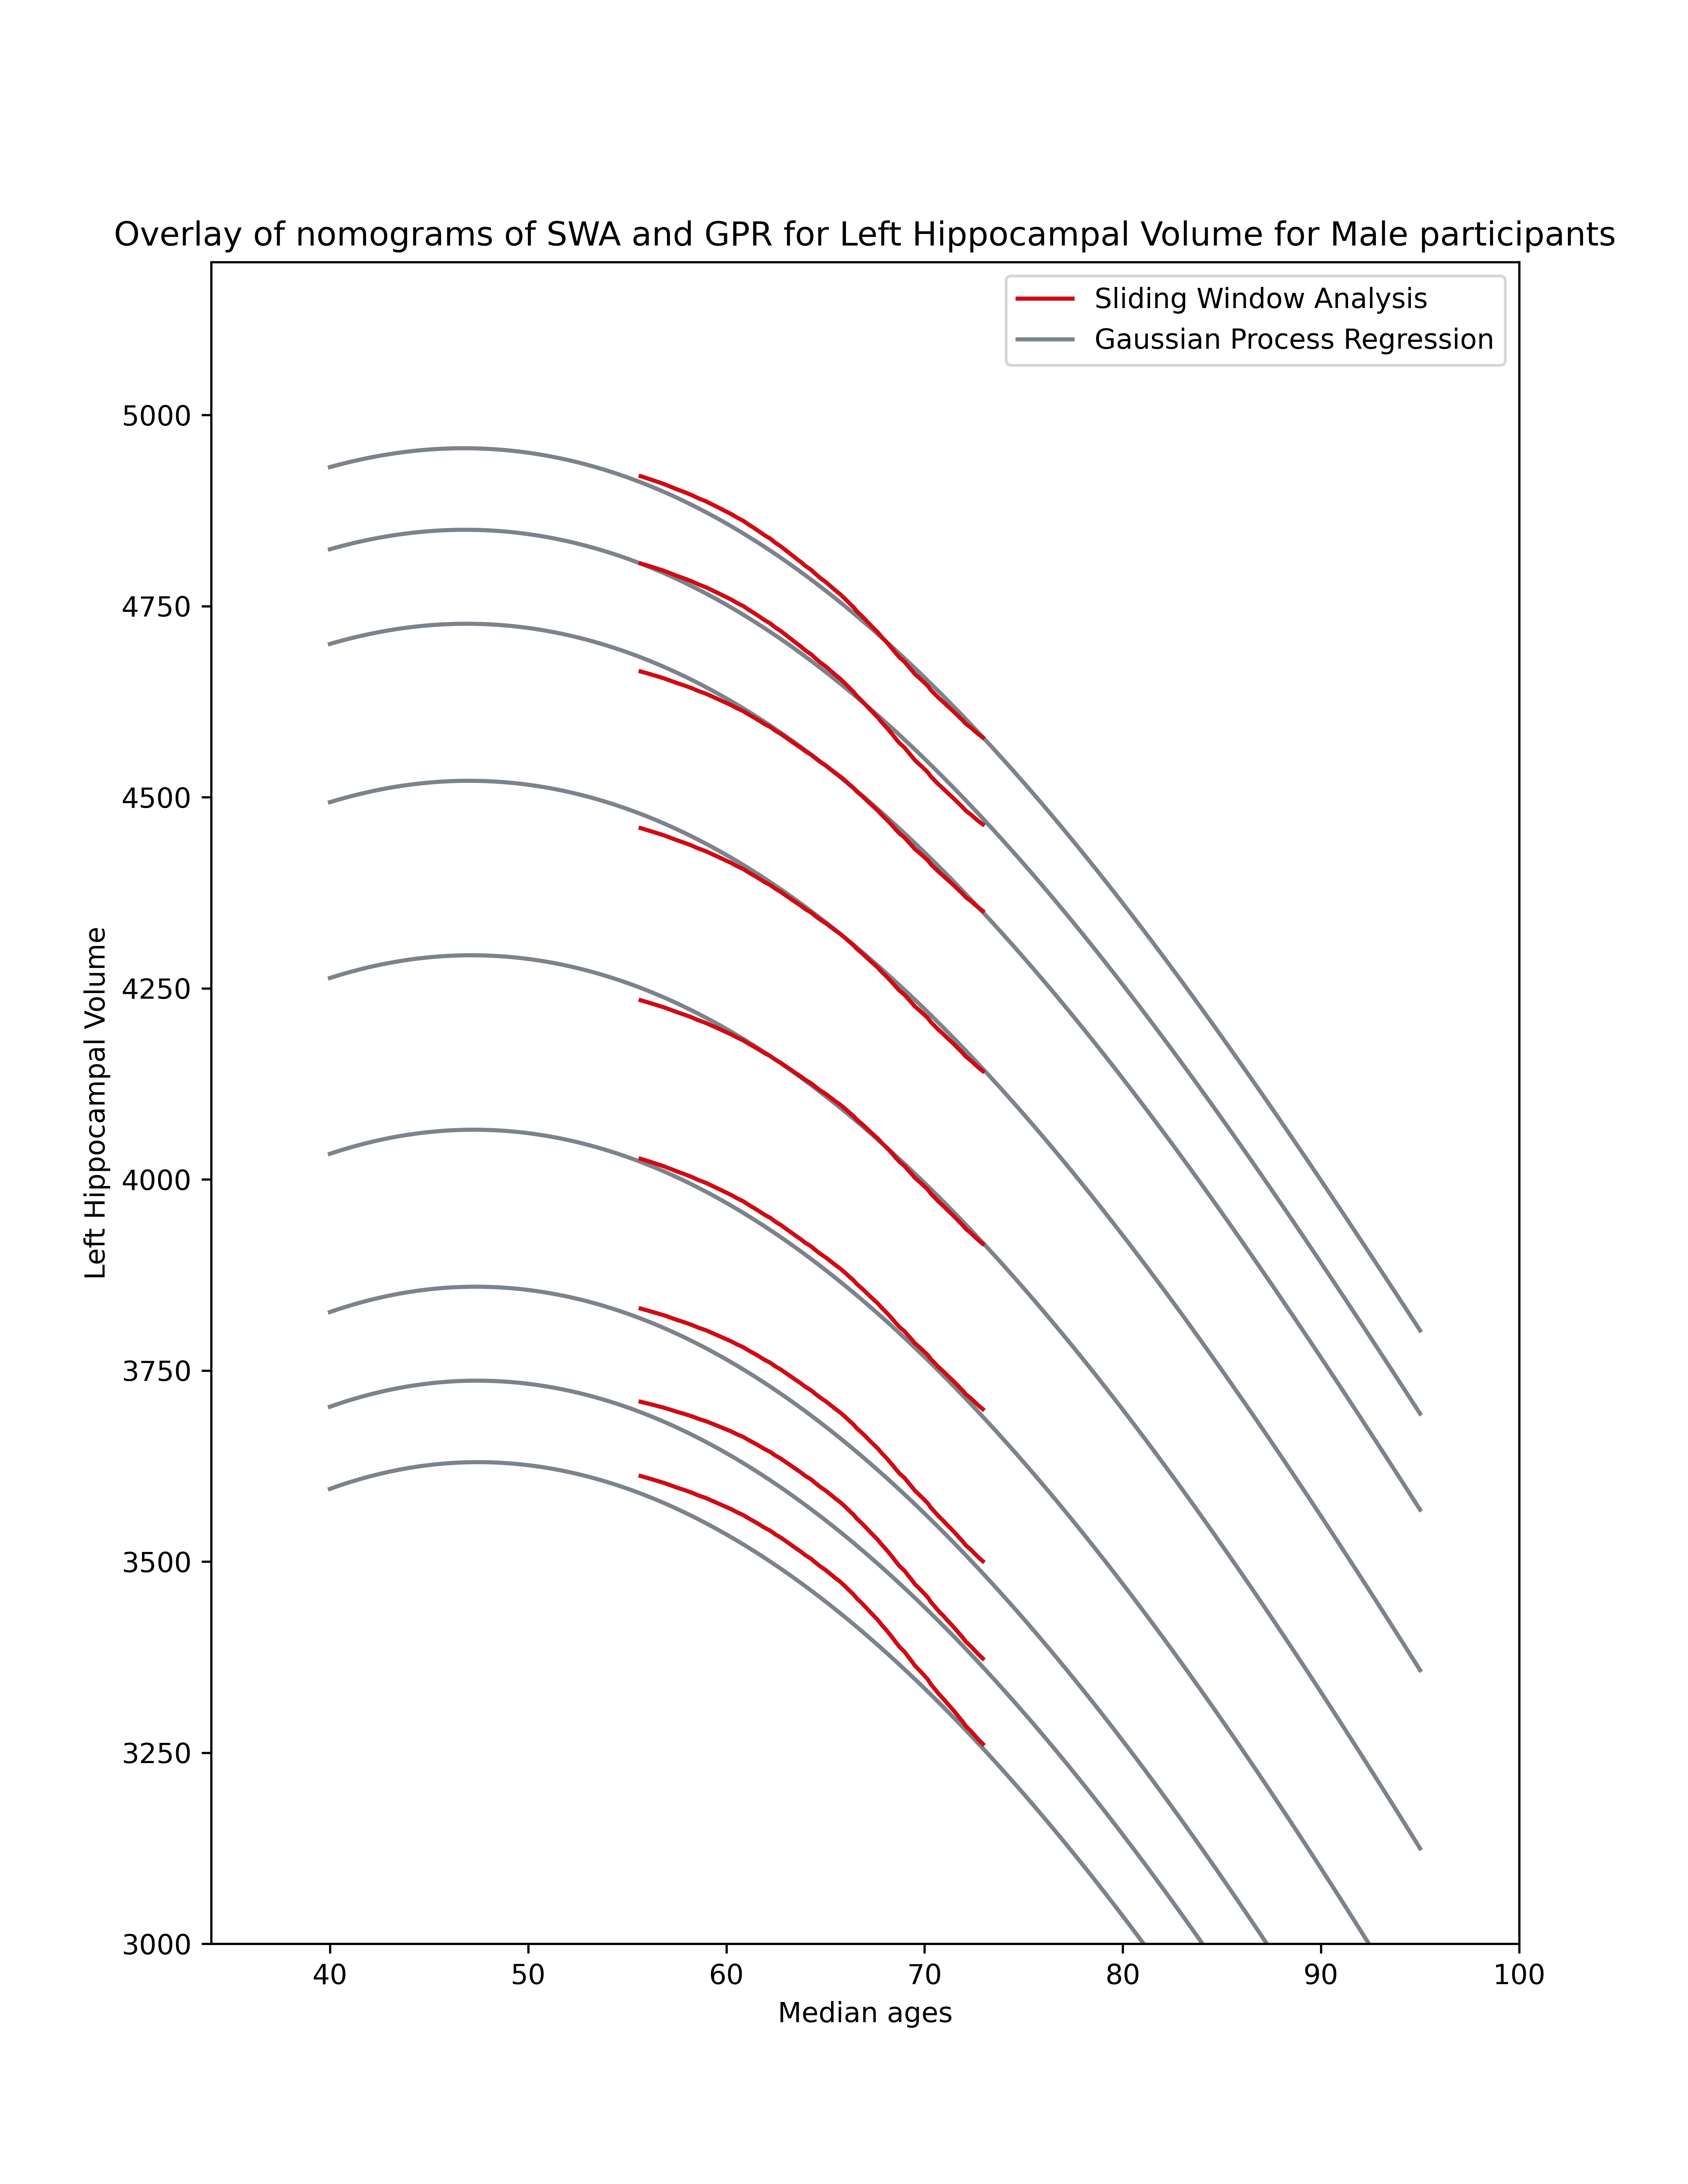 Overlay of nomograms of SWA and GPR for Left Hippocampal Volume for Male participants
Sliding Window Analysis
Gaussian Process Regression
5000
4750
4500
4250
4000
3750
3500
3250
3000
Left Hippocampal Volume
40 50 60 70 80 90 100
Median ages